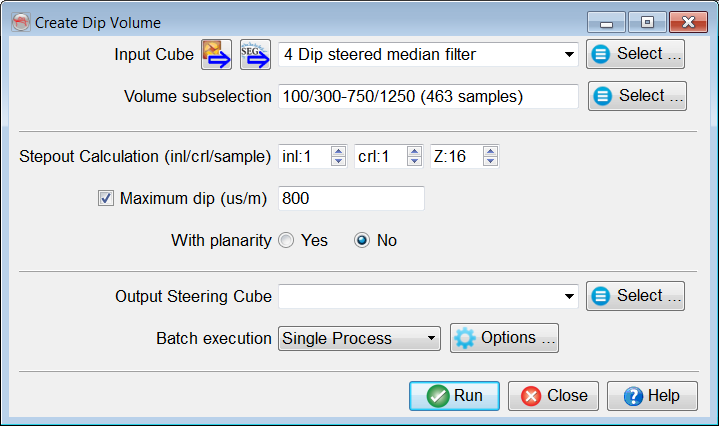 Create Dip Volume
Input Cube SEG 4 Dip steered median filter Select ...
Volume subselection 100/300-750/1250 (463 samples) Select ...
Stepout Calculation (inl/crl/sample) inl:1 crl:1 Z:16
Maximum dip (us/m) 800
With planarity Yes No
Output Steering Cube Select ...
Batch execution Single Process Options ...
Run Close Help